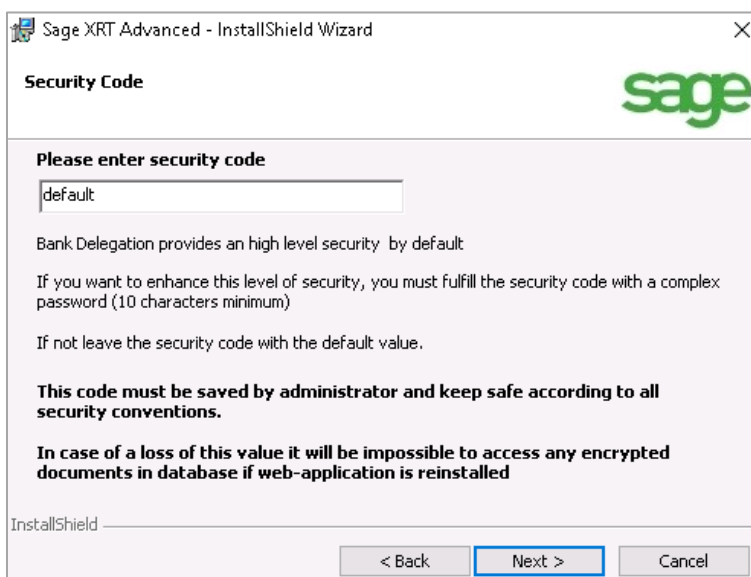 Sage XRT Advanced - InstallShield Wizard
Security Code
sage
Please enter security code
default
Bank Delegation provides an high level security by default
If you want to enhance this level of security, you must fulfill the security code with a complex
password (10 characters minimum)
If not leave the security code with the default value.
This code must be saved by administrator and keep safe according to all
security conventions.
In case of a loss of this value it will be impossible to access any encrypted
documents in database if web-application is reinstalled
InstallShield
< Back Next > Cancel